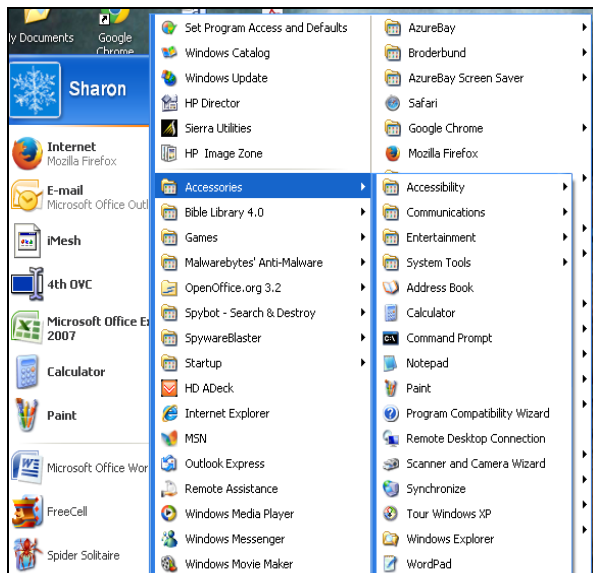 y Documents
Google
Chrome
Sharon
Internet
Mozilla Firefox
E-mail
Microsoft Office Outl
iMesh
4th OVC
Microsoft Office E
2007
Calculator
Paint
Microsoft Office Wor
FreeCell
Spider Solitaire
Set Program Access and Defaults
Windows Catalog
Windows Update
HP Director
Sierra Utilities
HP Image Zone
Accessories
Bible Library 4.0
Games
Malwarebytes' Anti-Malware
OpenOffice.org 3.2
Spybot - Search & Destroy
SpywareBlaster
Startup
HD ADeck
Internet Explorer
MSN
Outlook Express
Remote Assistance
Windows Media Player
Windows Messenger
Windows Movie Maker
AzureBay
Broderbund
AzureBay Screen Saver
Safari
Google Chrome
Mozilla Firefox
Accessibility
Communications
Entertainment
System Tools
Address Book
Calculator
Command Prompt
Notepad
Paint
Program Compatibility Wizard
Remote Desktop Connection
Scanner and Camera Wizard
Synchronize
Tour Windows XP
Windows Explorer
WordPad